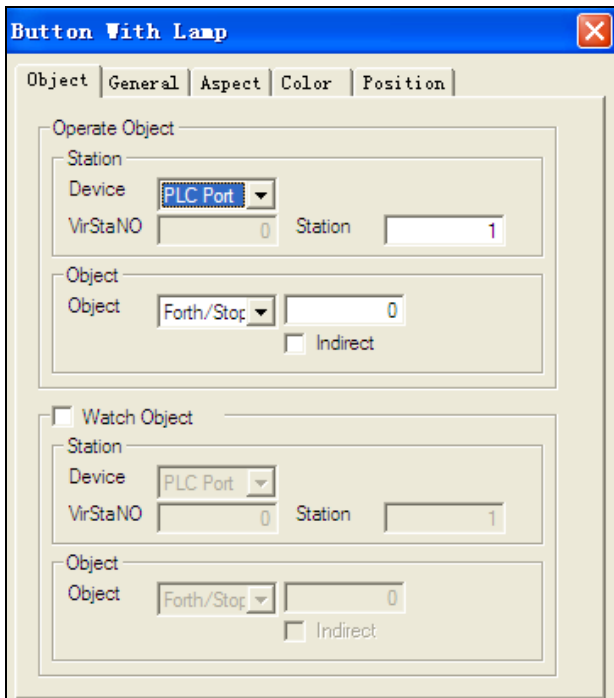 Button With Lamp
Object General Aspect Color Position
Operate Object
Station
Device PLC Port
VirStaNO 0 Station 1
Object
Object Forth/Stop 0
Indirect
Watch Object
Station
Device PLC Port
VirStaNO 0 Station 1
Object
Object Forth/Stop 0
Indirect